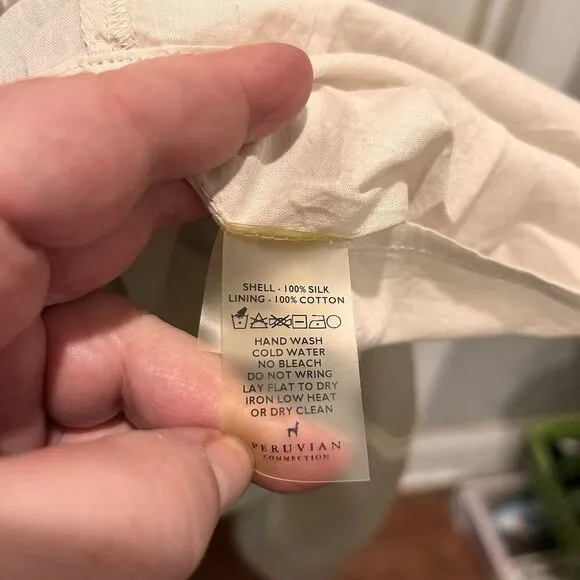 SHELL - 100% SILK
LINING - 100% COTTON
HAND WASH
COLD WATER
NO BLEACH
DO NOT WRING
LAY FLAT TO DRY
IRON LOW HEAT
OR DRY CLEAN
PERUVIAN
CONNECTION